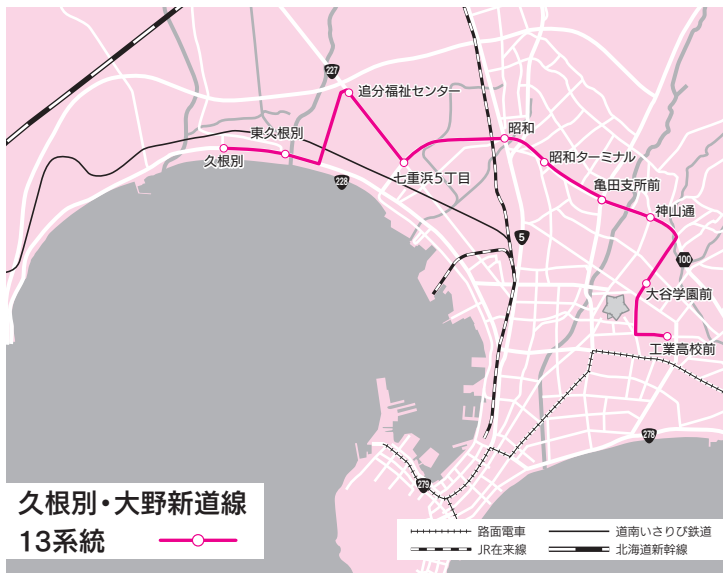 227
追分福祉センター
東久根別
昭和
久根別
七重浜5丁目
昭和ターミナル
228
亀田支所前
神山通
5
100
大谷学園前
工業高校前
278
279
久根別・大野新道線
13系統
路面電車
道南いさりび鉄道
JR在来線
北海道新幹線